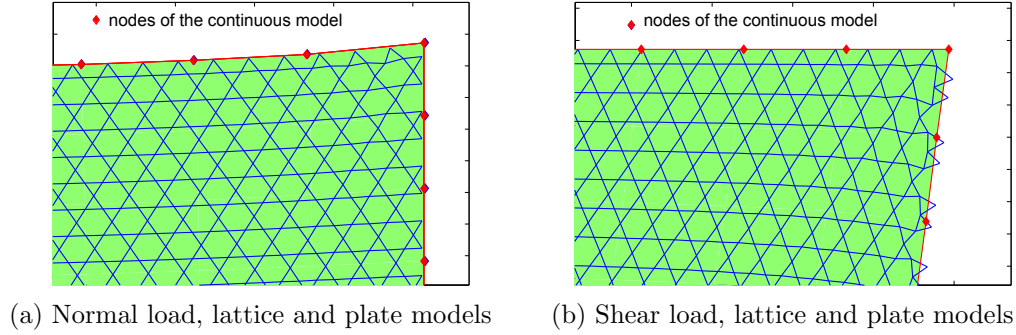 nodes of the continuous model
nodes of the continuous model
(a) Normal load, lattice and plate models
(b) Shear load, lattice and plate models